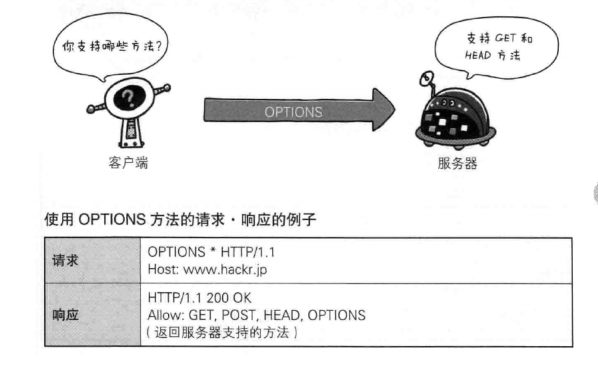 你支持哪些方法?
支持 GET 和
HEAD 方法
OPTIONS
客户端
服务器
使用 OPTIONS 方法的请求·响应的例子
请求
OPTIONS * HTTP/1.1
Host: www.hackr.jp
响应
HTTP/1.1 200 OK
Allow: GET, POST, HEAD, OPTIONS
(返回服务器支持的方法)